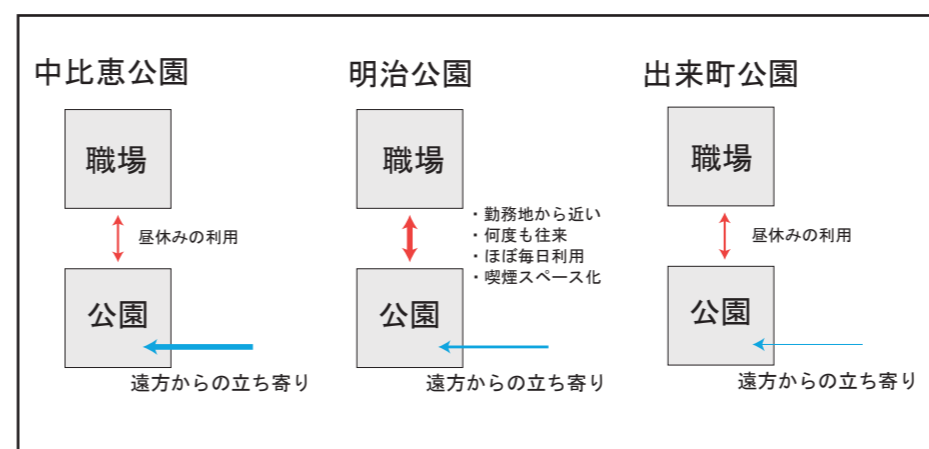 中比恵公園
職場
昼休みの利用
公園
遠方からの立ち寄り
明治公園
職場
・勤務地から近い
・何度も往来
・ほぼ毎日利用
・喫煙スペース化
公園
遠方からの立ち寄り
出来町公園
職場
昼休みの利用
公園
遠方からの立ち寄り